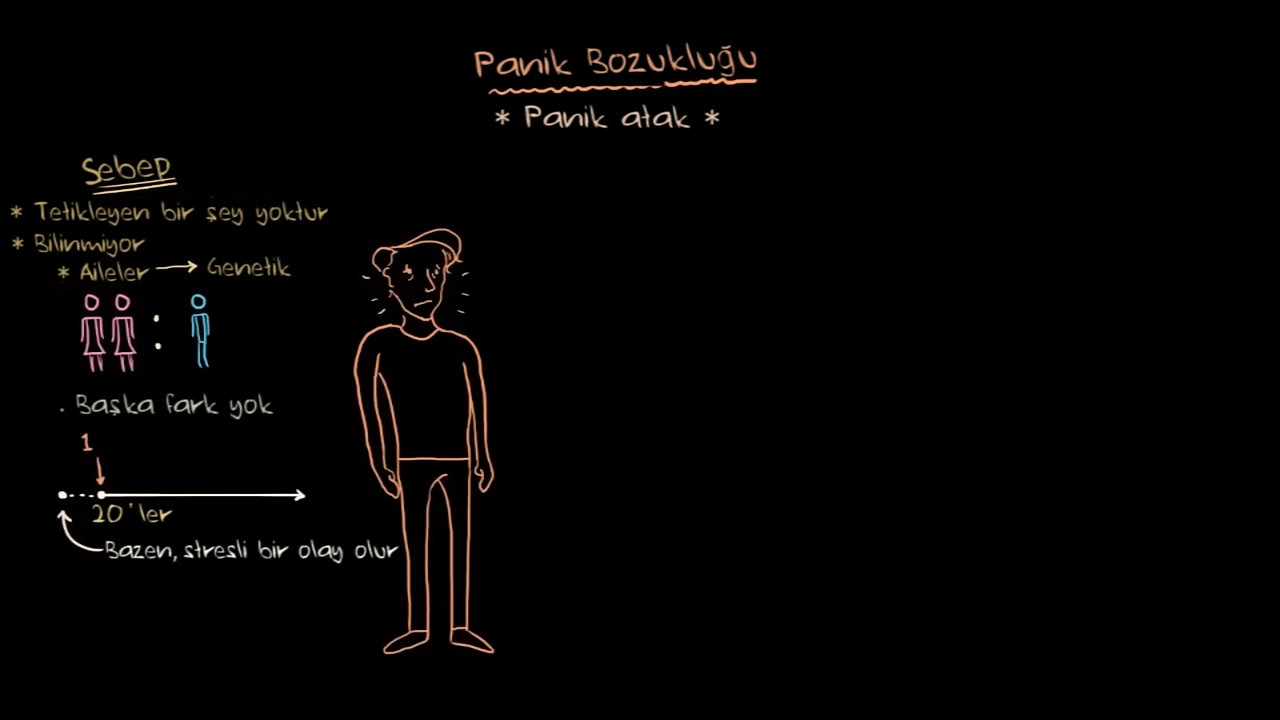 Panik Bozukluğu
* Panik atak *
Sebep
* Tetikleyen bir şey yoktur
* Bilinmiyor
* Aileler → Genetik
:
. Başka fark yok
1
20'ler
Bazen, stresli bir olay olur